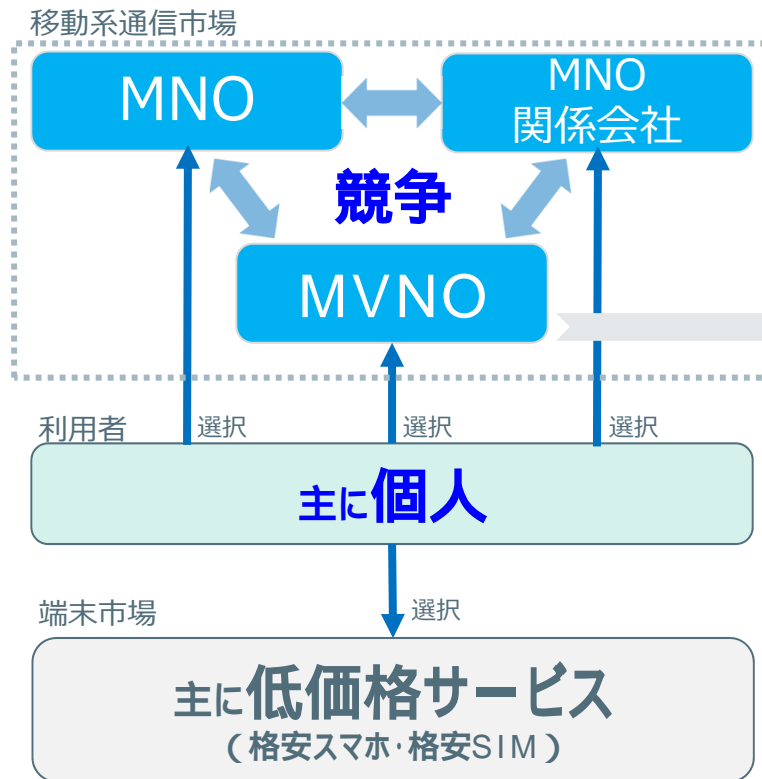 移動系通信市場
MNO
MNO
関係会社
競争
MVNO
利用者
選択
選択
選択
主に個人
端末市場
選択
主に低価格サービス
(格安スマホ・格安SIM)